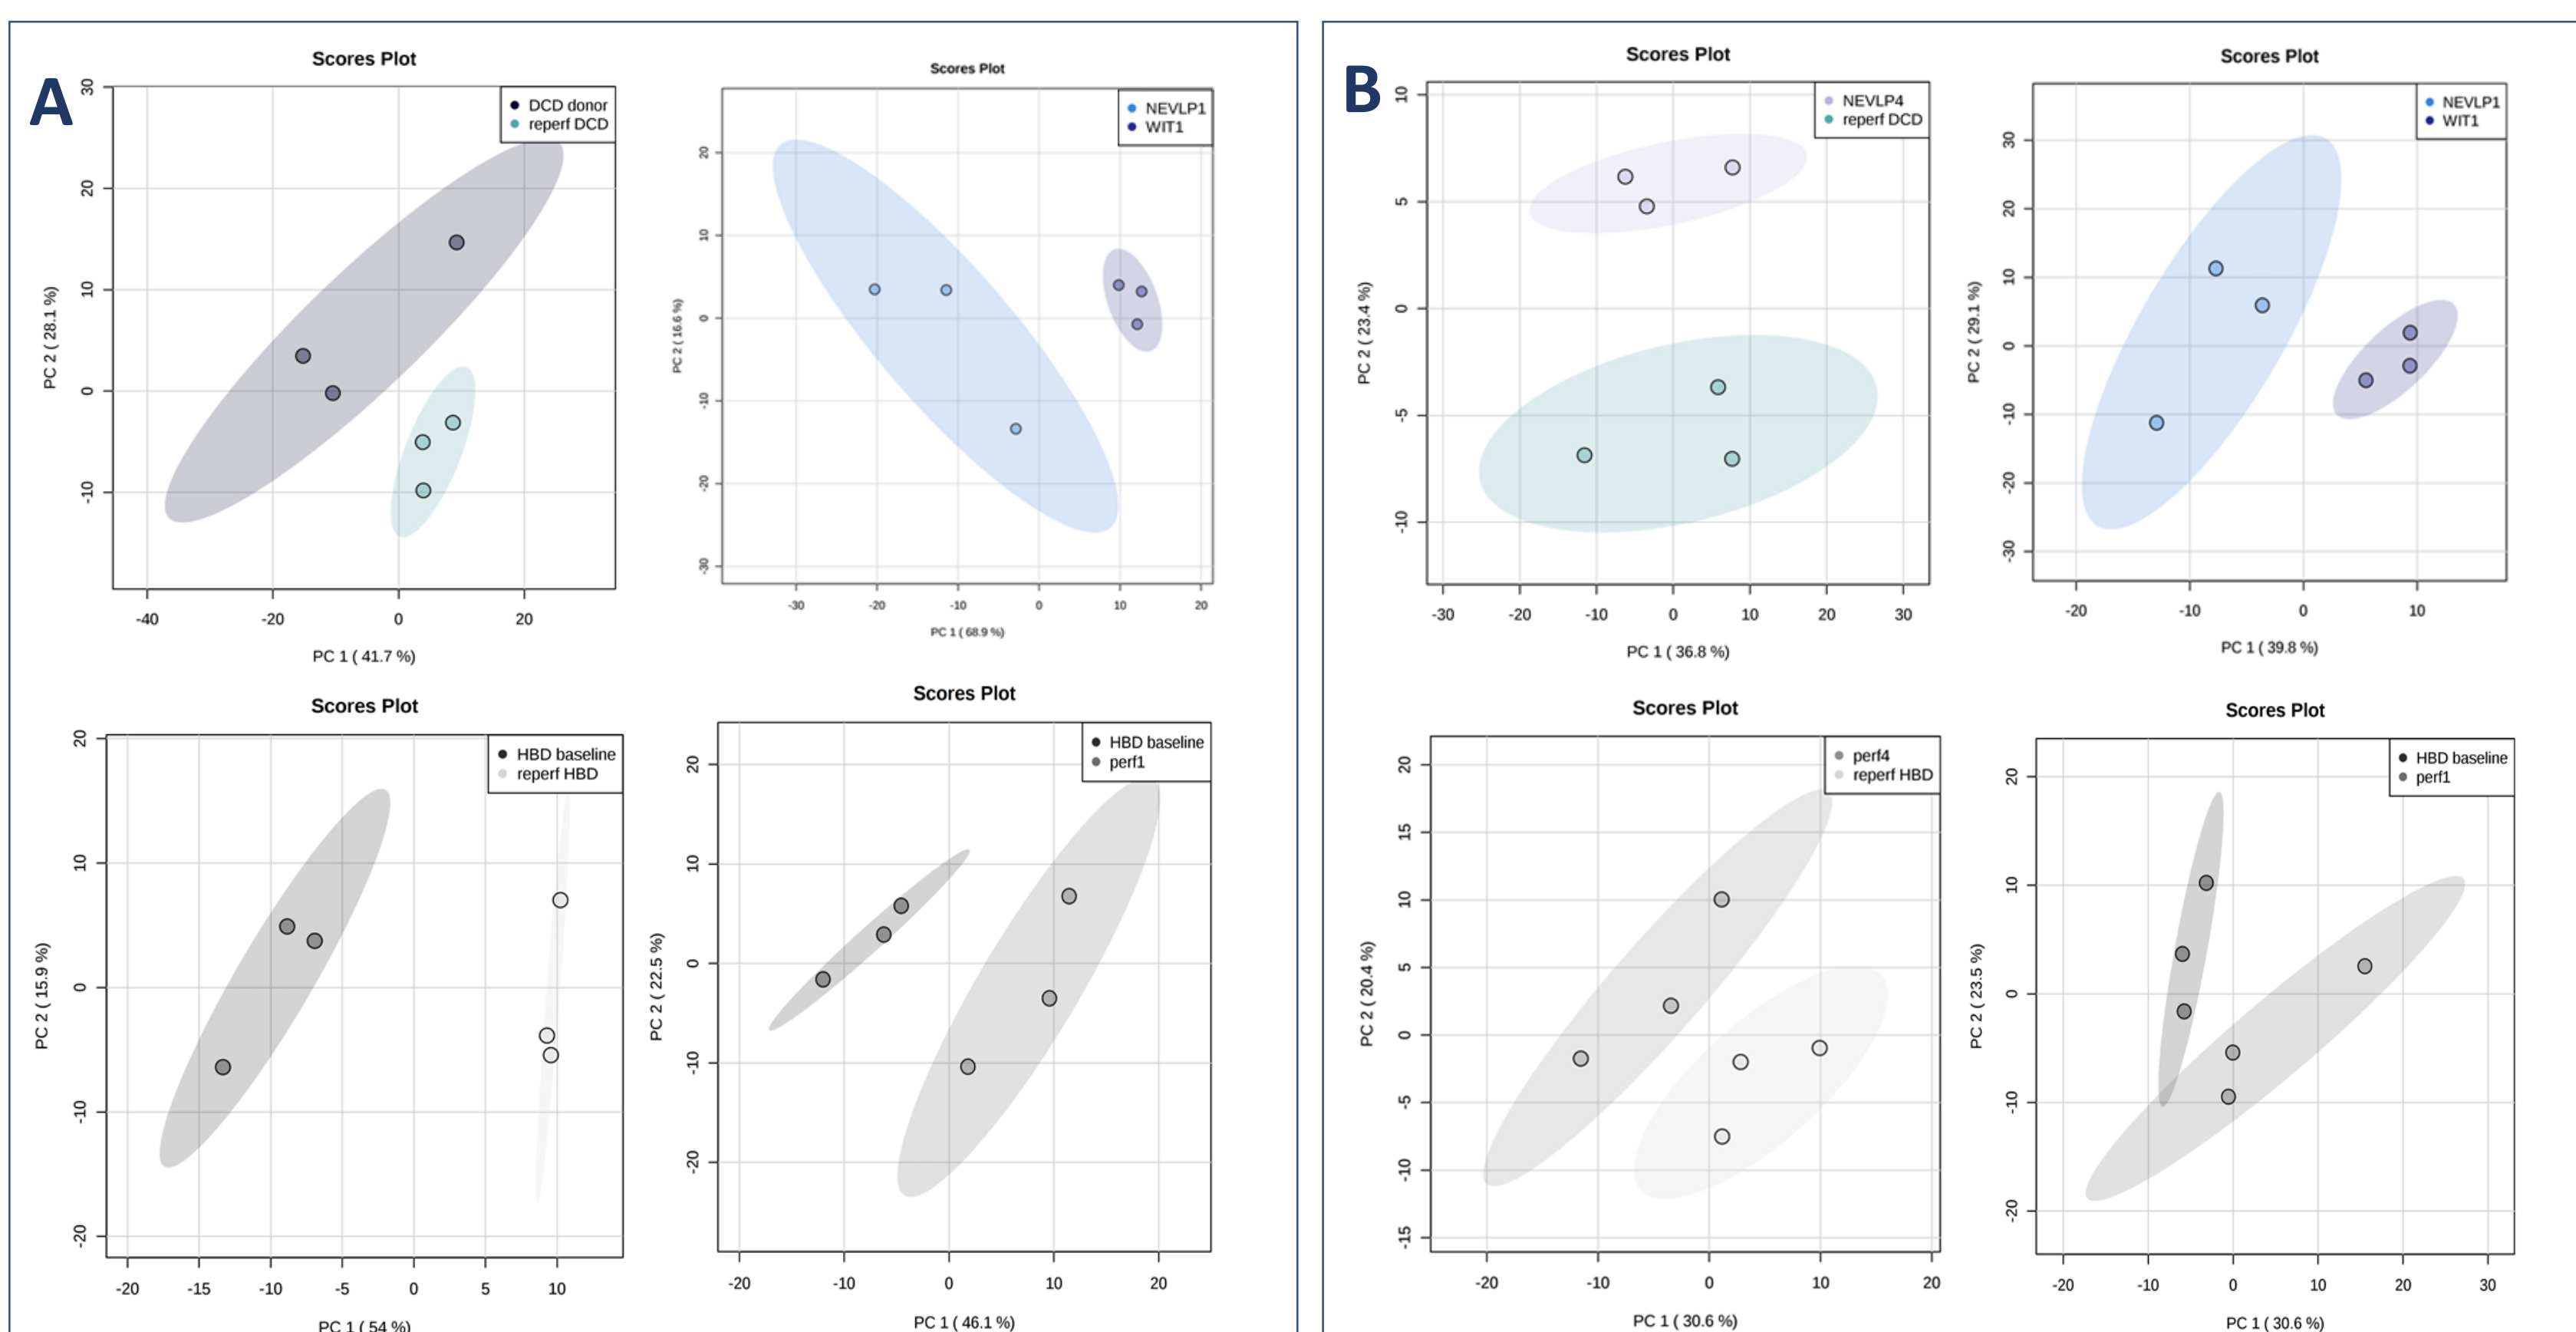 A
Scores Plot
DCD donor
reperf DCD
30
20
10
0
-10
PC 2 ( 28.1 %)
-40 -20 0 20
PC 1 ( 41.7 %)
Scores Plot
NEVLP1
WIT1
20
10
0
-10
-20
-30
PC 2 ( 16.6 %)
-30 -20 -10 0 10 20
PC 1 ( 68.9 %)
Scores Plot
HBD baseline
reperf HBD
20
10
0
-10
-20
PC 2 ( 15.9 %)
-20 -15 -10 -5 0 5 10
PC 1 ( 54 %)
Scores Plot
HBD baseline
perf1
20
10
0
-10
-20
PC 2 ( 22.5 %)
-20 -10 0 10 20
PC 1 ( 46.1 %)
B
Scores Plot
NEVLP4
reperf DCD
10
5
0
-5
-10
PC 2 ( 23.4 %)
-30 -20 -10 0 10 20 30
PC 1 ( 36.8 %)
Scores Plot
NEVLP1
WIT1
30
20
10
0
-10
-20
-30
PC 2 ( 29.1 %)
-20 -10 0 10
PC 1 ( 39.8 %)
Scores Plot
perf4
reperf HBD
20
15
10
5
0
-5
-10
-15
PC 2 ( 20.4 %)
-20 -10 0 10 20
PC 1 ( 30.6 %)
Scores Plot
HBD baseline
perf1
20
10
0
-10
-20
PC 2 ( 23.5 %)
-20 -10 0 10 20 30
PC 1 ( 30.6 %)